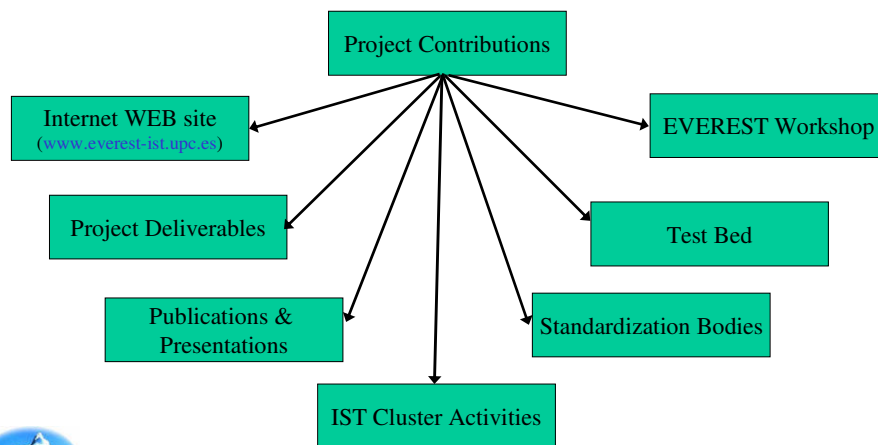 Project Contributions
Internet WEB site
(www.everest-ist.upc.es)
EVEREST Workshop
Project Deliverables
Test Bed
Publications &
Presentations
Standardization Bodies
IST Cluster Activities